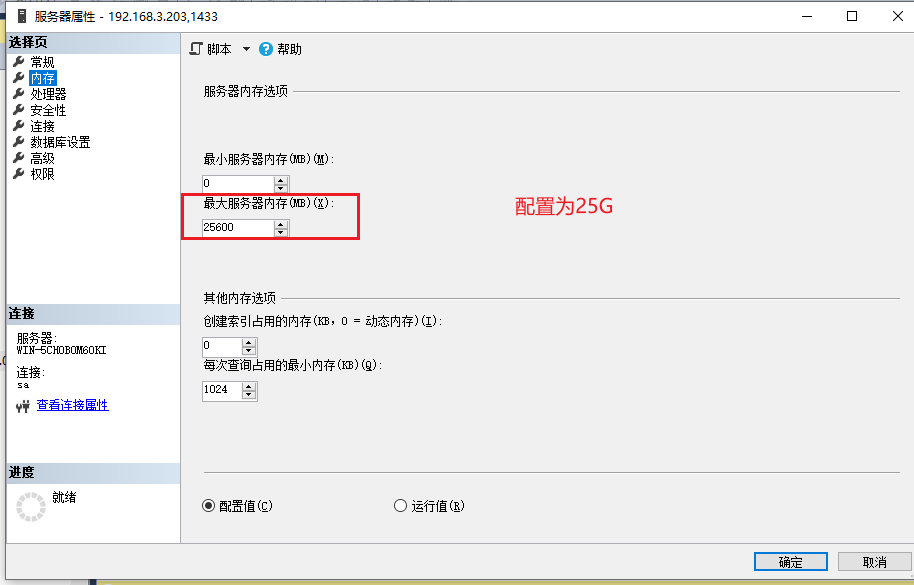 服务器属性 - 192.168.3.203,1433
选择页
常规
内存
处理器
安全性
连接
数据库设置
高级
权限
连接
服务器:
WIN-5CHOBOM60KI
连接:
sa
查看连接属性
进度
就绪
脚本 帮助
服务器内存选项
最小服务器内存(MB)(M):
0
最大服务器内存(MB)(X):
25600
配置为25G
其他内存选项
创建索引占用的内存(KB，0 = 动态内存)(I):
0
每次查询占用的最小内存(KB)(Q):
1024
配置值(C) 运行值(R)
确定 取消